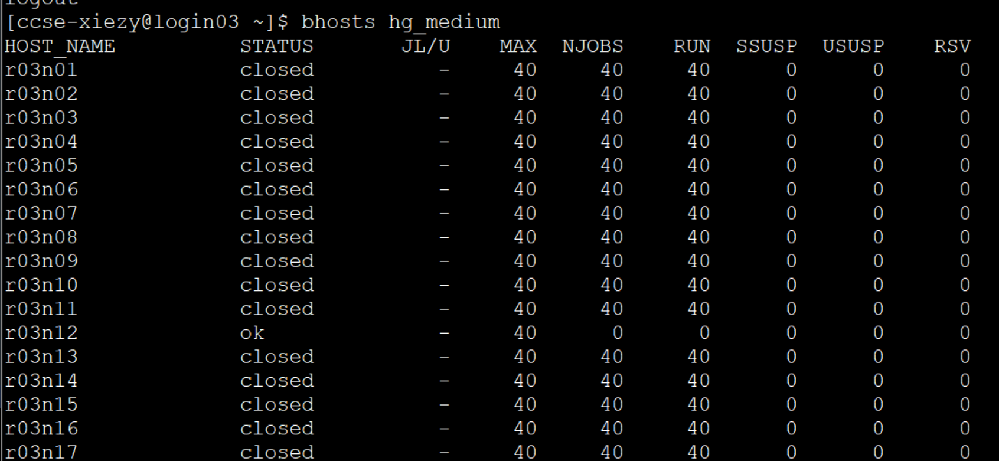 logout
[ccse-xiezy@login03 ~]$ bhosts hg_medium
HOST_NAME STATUS JL/U MAX NJOBS RUN SSUSP USUSP RSV
r03n01 closed - 40 40 40 0 0 0
r03n02 closed - 40 40 40 0 0 0
r03n03 closed - 40 40 40 0 0 0
r03n04 closed - 40 40 40 0 0 0
r03n05 closed - 40 40 40 0 0 0
r03n06 closed - 40 40 40 0 0 0
r03n07 closed - 40 40 40 0 0 0
r03n08 closed - 40 40 40 0 0 0
r03n09 closed - 40 40 40 0 0 0
r03n10 closed - 40 40 40 0 0 0
r03n11 closed - 40 40 40 0 0 0
r03n12 ok - 40 0 0 0 0 0
r03n13 closed - 40 40 40 0 0 0
r03n14 closed - 40 40 40 0 0 0
r03n15 closed - 40 40 40 0 0 0
r03n16 closed - 40 40 40 0 0 0
r03n17 closed - 40 40 40 0 0 0